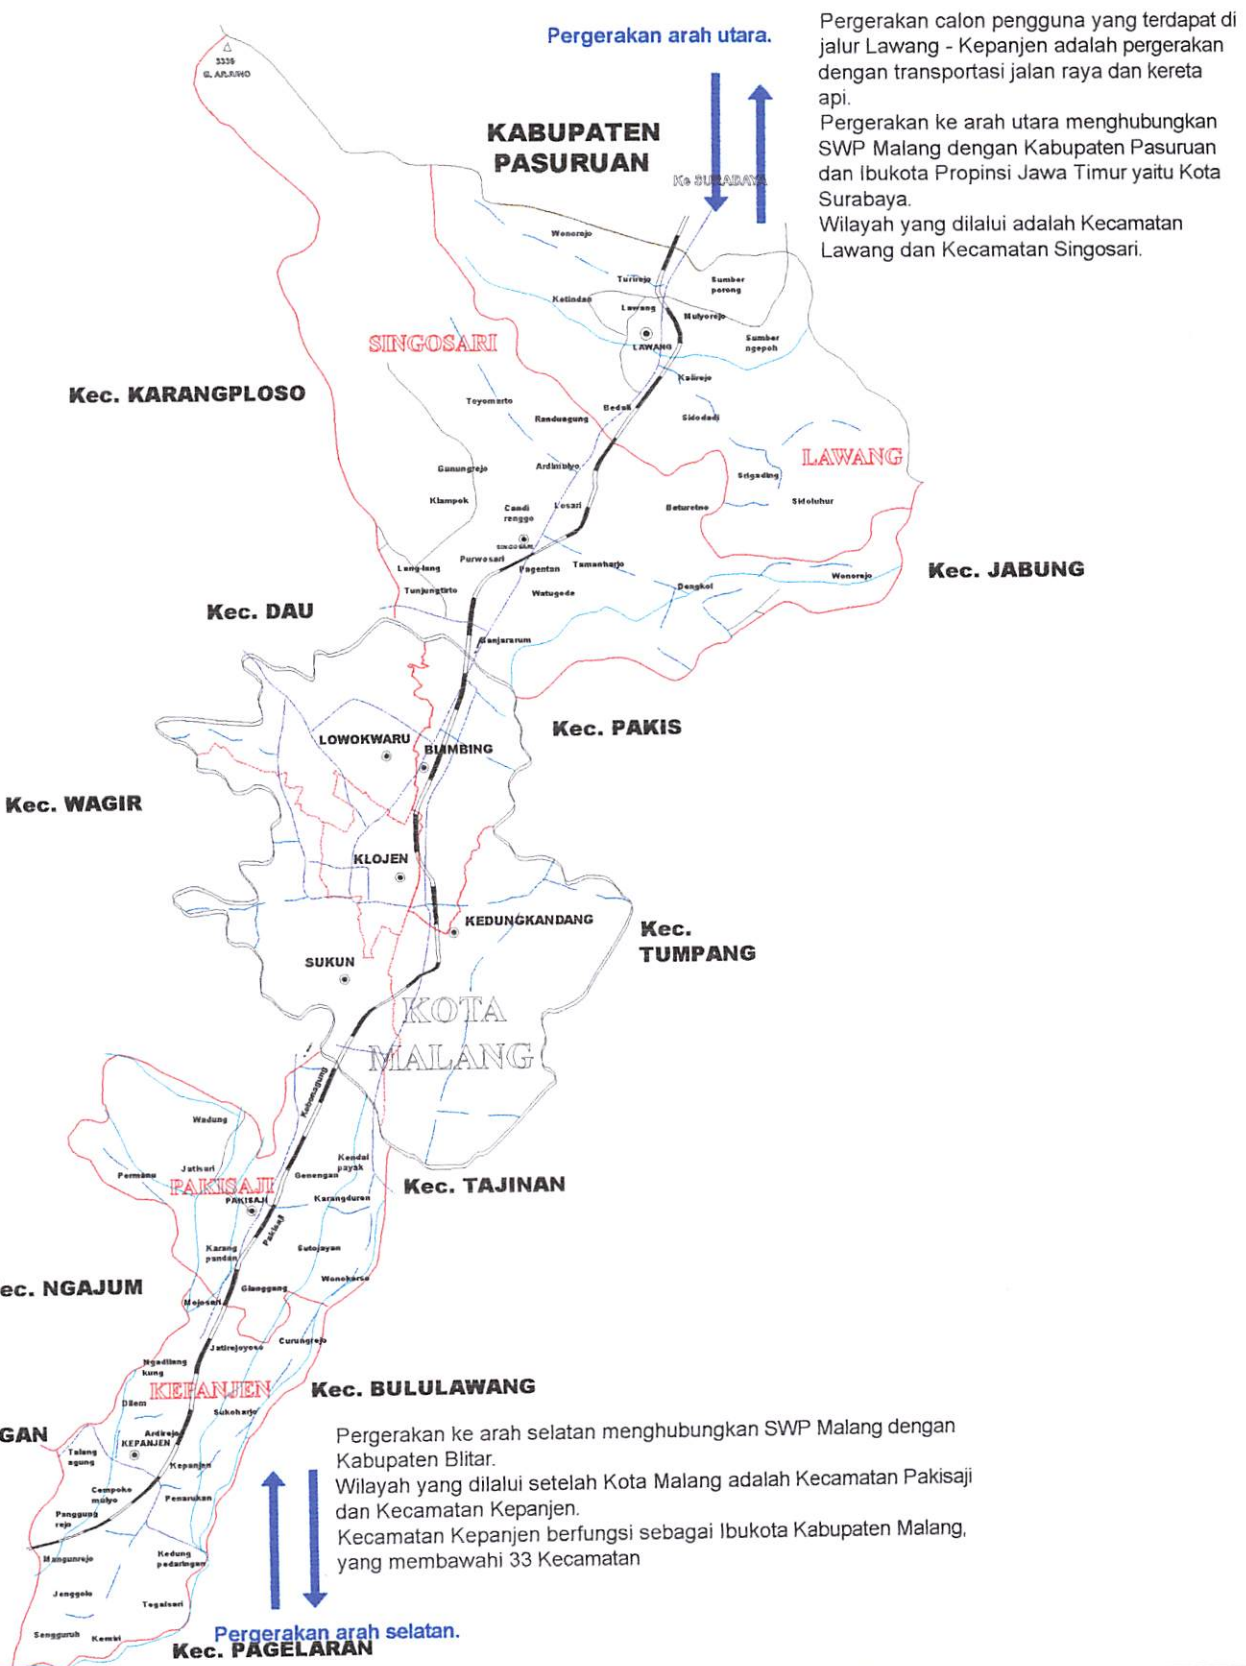 Pergerakan arah utara.
Pergerakan calon pengguna yang terdapat di
jalur Lawang - Kepanjen adalah pergerakan
dengan transportasi jalan raya dan kereta
api.
Pergerakan ke arah utara menghubungkan
SWP Malang dengan Kabupaten Pasuruan
dan Ibukota Propinsi Jawa Timur yaitu Kota
Surabaya.
Wilayah yang dilalui adalah Kecamatan
Lawang dan Kecamatan Singosari.
3339
G. ARJUNO
KABUPATEN
PASURUAN
Ke SURABAYA
Wonorejo
Turirejo
Sumber
porong
Ketindan
Lawang
Mulyorejo
LAWANG
Sumber
ngepoh
SINGOSARI
Kalirejo
Kec. KARANGPLOSO
Toyomarto
Bedali
Randuagung
Sidodadi
LAWANG
Gunungrejo
Ardimulyo
Srigading
Klampok
Candi
renggo
Losari
Baturetno
Sidoluhur
SINGOSARI
Purwosari
Lang-lang
Pagentan
Tamanharjo
Tunjungtirto
Watugede
Dengkol
Wonorejo
Kec. JABUNG
Kec. DAU
Banjararum
Kec. PAKIS
LOWOKWARU
BLIMBING
Kec. WAGIR
KLOJEN
KEDUNGKANDANG
Kec.
TUMPANG
SUKUN
KOTA
MALANG
Kebonagung
Wadung
Kendal
payak
Jatisari
Permanu
Genengan
PAKISAJI
PAKISAJI
Karangduren
Kec. TAJINAN
Pakisaji
Karang
pandan
Sutojayan
Wonokerso
ec. NGAJUM
Glanggang
Mojosari
Jatirejoyoso
Curungrejo
Ngadilang
kung
KEPANJEN
Kec. BULULAWANG
Dilem
Sukoharjo
GAN
Ardirejo
KEPANJEN
Talang
agung
Kepanjen
Cempoko
mulyo
Penarukan
Panggung
rejo
Mangunrejo
Kedung
pedaringan
Jenggolo
Tegalsari
Sengguruh
Kemiri
Pergerakan ke arah selatan menghubungkan SWP Malang dengan
Kabupaten Blitar.
Wilayah yang dilalui setelah Kota Malang adalah Kecamatan Pakisaji
dan Kecamatan Kepanjen.
Kecamatan Kepanjen berfungsi sebagai Ibukota Kabupaten Malang,
yang membawahi 33 Kecamatan
Pergerakan arah selatan.
Kec. PAGELARAN